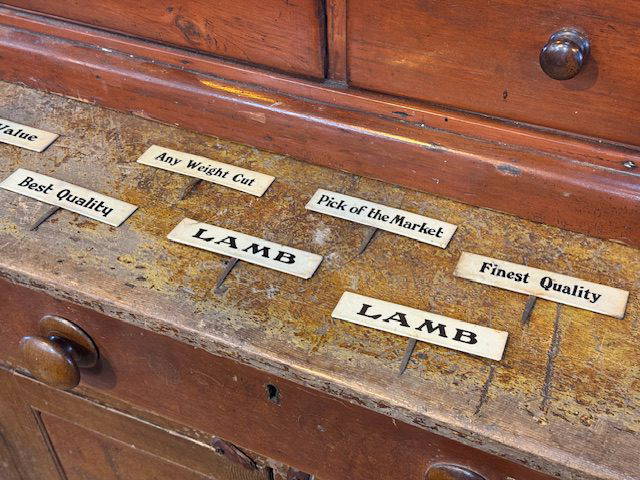 Value
Any Weight Cut
Best Quality
Pick of the Market
LAMB
Finest Quality
LAMB